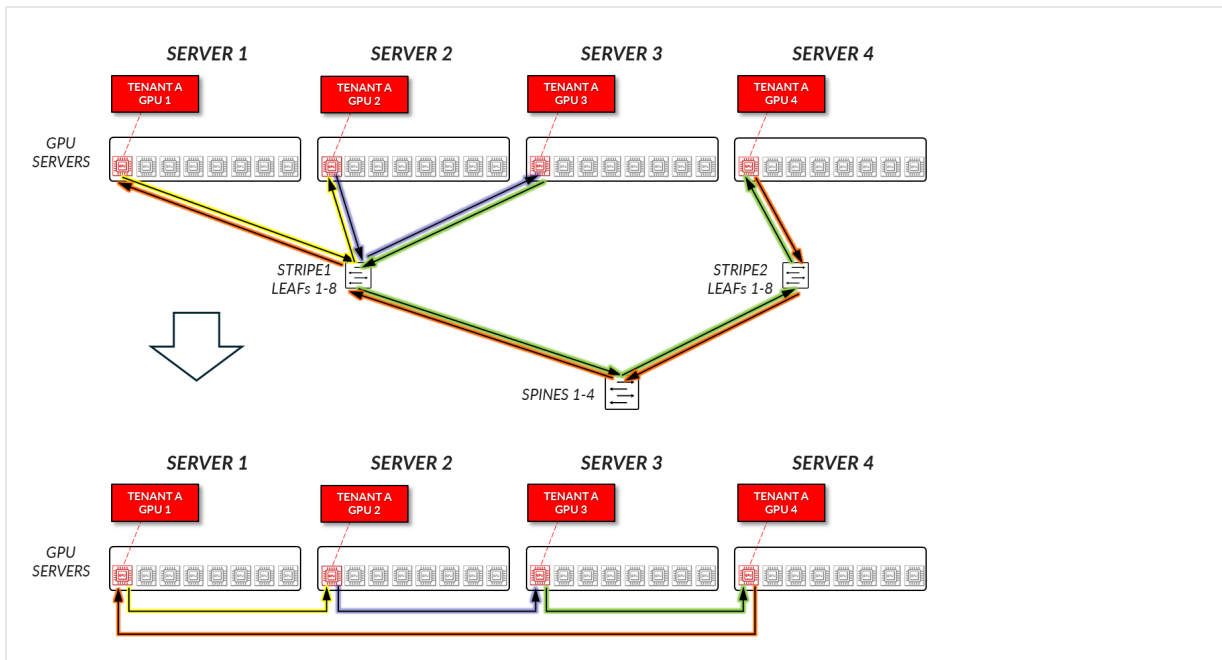 SERVER 1
SERVER 2
SERVER 3
SERVER 4
TENANT A
GPU 1
TENANT A
GPU 2
TENANT A
GPU 3
TENANT A
GPU 4
GPU
SERVERS
STRIPE1
LEAFs 1-8
STRIPE2
LEAFs 1-8
SPINES 1-4
SERVER 1
SERVER 2
SERVER 3
SERVER 4
TENANT A
GPU 1
TENANT A
GPU 2
TENANT A
GPU 3
TENANT A
GPU 4
GPU
SERVERS